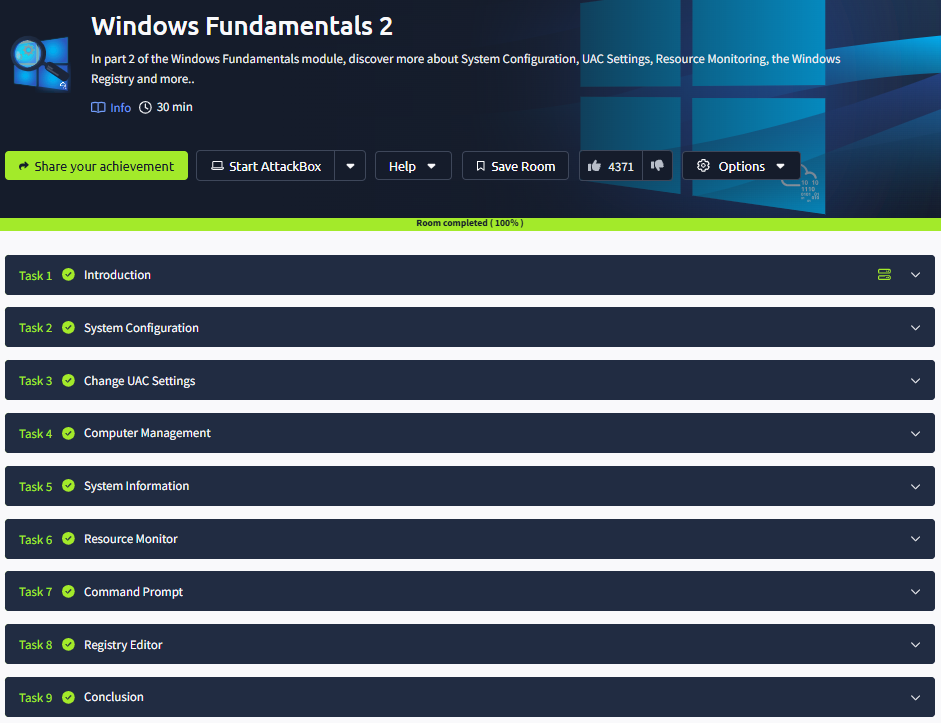 Windows Fundamentals 2
In part 2 of the Windows Fundamentals module, discover more about System Configuration, UAC Settings, Resource Monitoring, the Windows
Registry and more..
Info 30 min
Share your achievement Start AttackBox Help Save Room 4371 Options
Room completed ( 100% )
Task 1 Introduction
Task 2 System Configuration
Task 3 Change UAC Settings
Task 4 Computer Management
Task 5 System Information
Task 6 Resource Monitor
Task 7 Command Prompt
Task 8 Registry Editor
Task 9 Conclusion